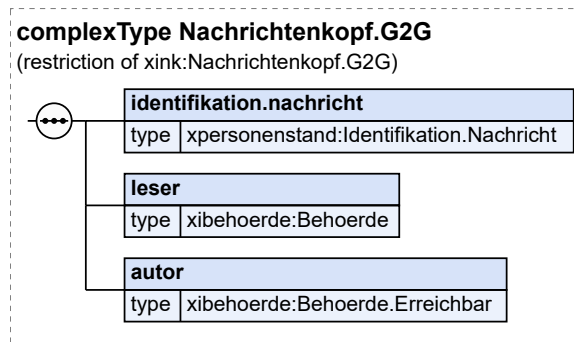 complexType Nachrichtenkopf.G2G
(restriction of xink:Nachrichtenkopf.G2G)
identifikation.nachricht
type xpersonenstand:Identifikation.Nachricht
leser
type xibehoerde:Behoerde
autor
type xibehoerde:Behoerde.Erreichbar